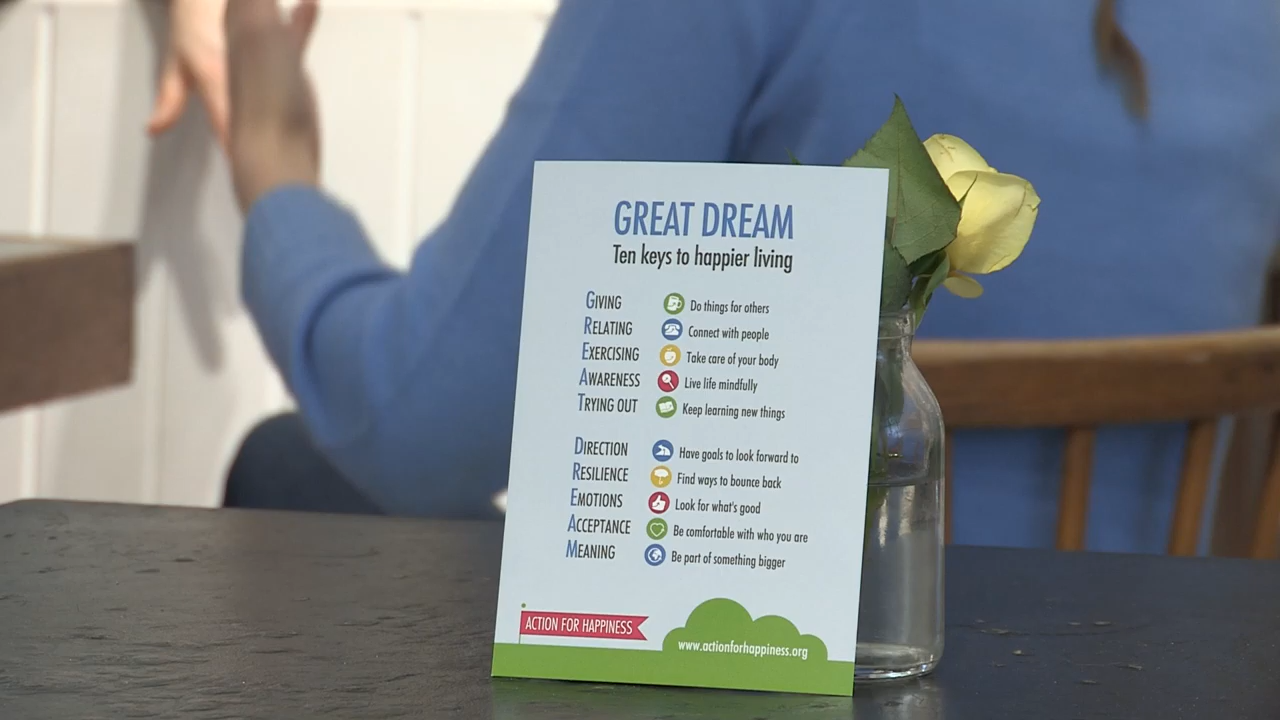 GREAT DREAM
Ten keys to happier living
GIVING Do things for others
RELATING Connect with people
EXERCISING Take care of your body
AWARENESS Live life mindfully
TRYING OUT Keep learning new things
DIRECTION Have goals to look forward to
RESILIENCE Find ways to bounce back
EMOTIONS Look for what's good
ACCEPTANCE Be comfortable with who you are
MEANING Be part of something bigger
ACTION FOR HAPPINESS
www.actionforhappiness.org